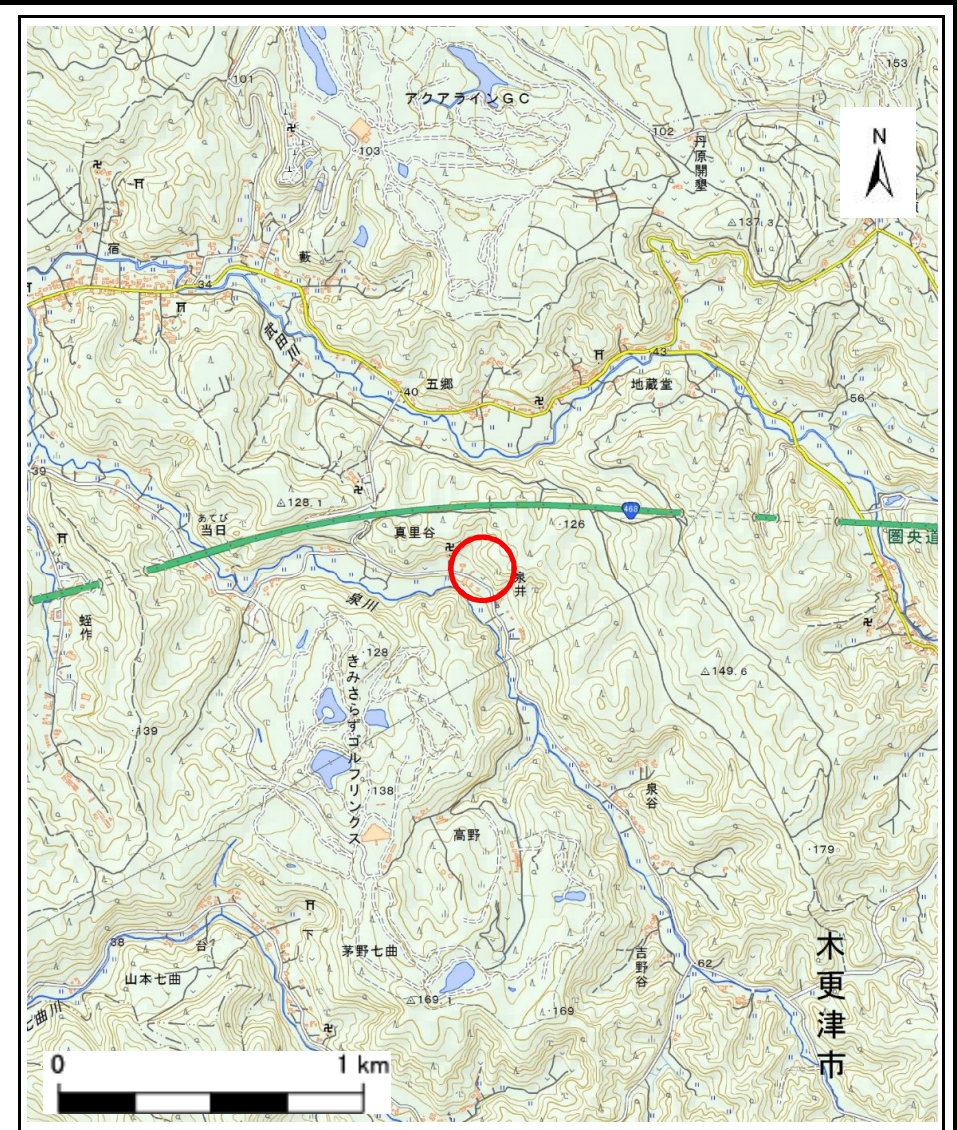 101
153
アクアラインGC
102
103
丹原開墾
N
137.3
宿
藪
34
武田川
五郷
43
40
地蔵堂
56
39
128.1
468
あてび
当日
真里谷
126
圏央道
泉井
泉川
蛭作
128
きみさらずゴルフリンクス
149.6
139
138
泉谷
高野
179
下
38
台
茅野七曲
山本七曲
吉野谷
62
木更津市
七曲川
169.1
169
0
1 km